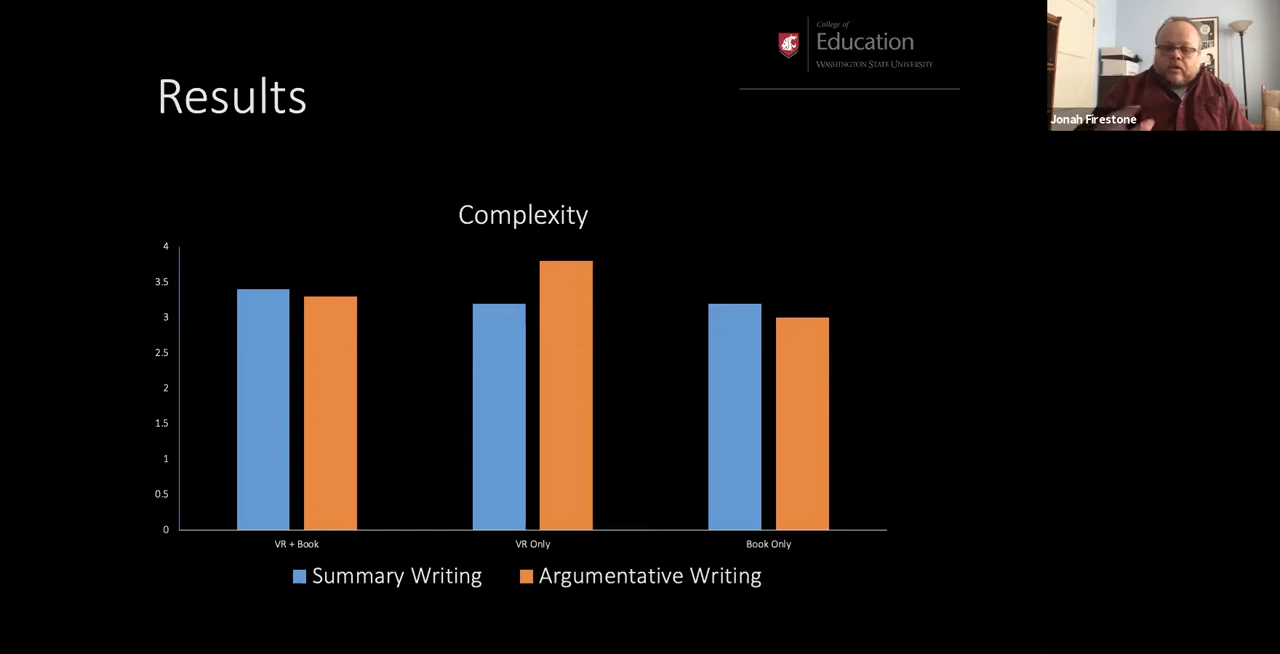 College of
Education
WASHINGTON STATE UNIVERSITY
Results
Jonah Firestone
Complexity
4
3.5
3
2.5
2
1.5
1
0.5
0
VR + Book
VR Only
Book Only
Summary Writing
Argumentative Writing